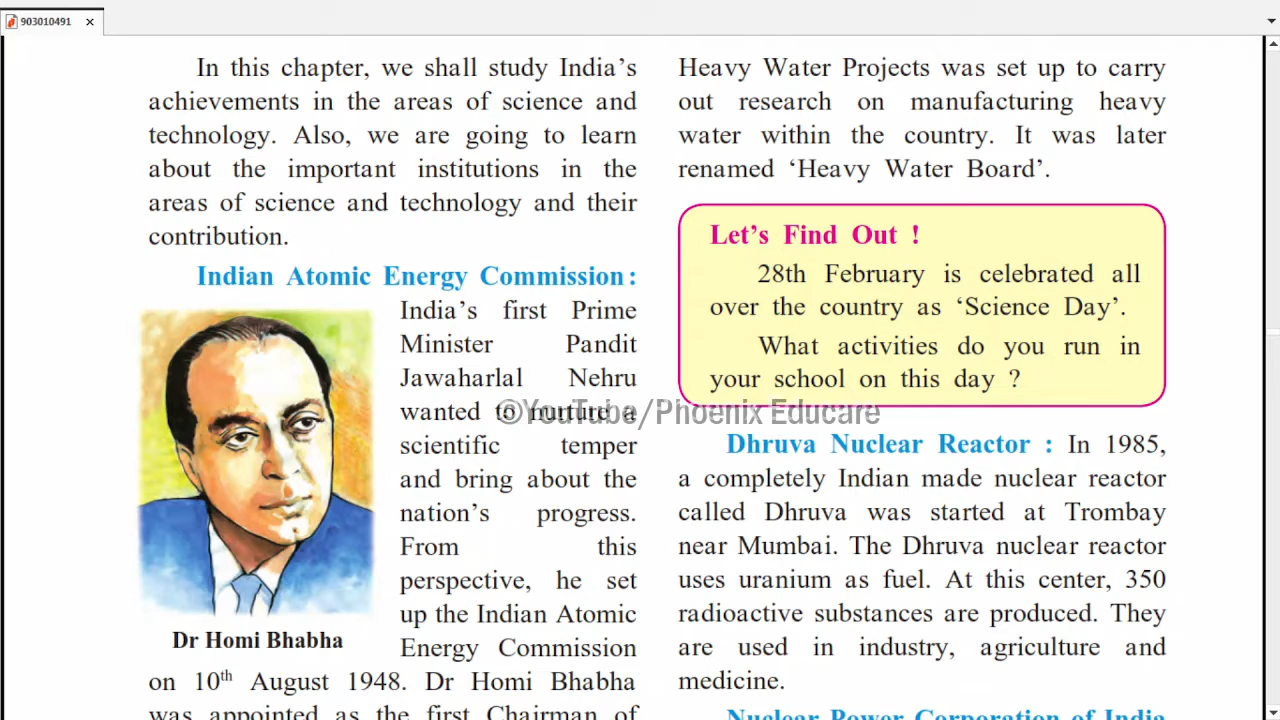 903010491
In this chapter, we shall study India's
achievements in the areas of science and
technology. Also, we are going to learn
about the important institutions in the
areas of science and technology and their
contribution.
Indian Atomic Energy Commission :
India's first Prime
Minister Pandit
Jawaharlal Nehru
wanted to nurture a
scientific temper
and bring about the
nation's progress.
From this
perspective, he set
up the Indian Atomic
Energy Commission
Dr Homi Bhabha
on 10th August 1948. Dr Homi Bhabha
was appointed as the first Chairman of
Heavy Water Projects was set up to carry
out research on manufacturing heavy
water within the country. It was later
renamed ‘Heavy Water Board’.
Let’s Find Out !
28th February is celebrated all
over the country as ‘Science Day’.
What activities do you run in
your school on this day ?
©YouTube/Phoenix Educare
Dhruva Nuclear Reactor : In 1985,
a completely Indian made nuclear reactor
called Dhruva was started at Trombay
near Mumbai. The Dhruva nuclear reactor
uses uranium as fuel. At this center, 350
radioactive substances are produced. They
are used in industry, agriculture and
medicine.
Nuclear Power Corporation of India